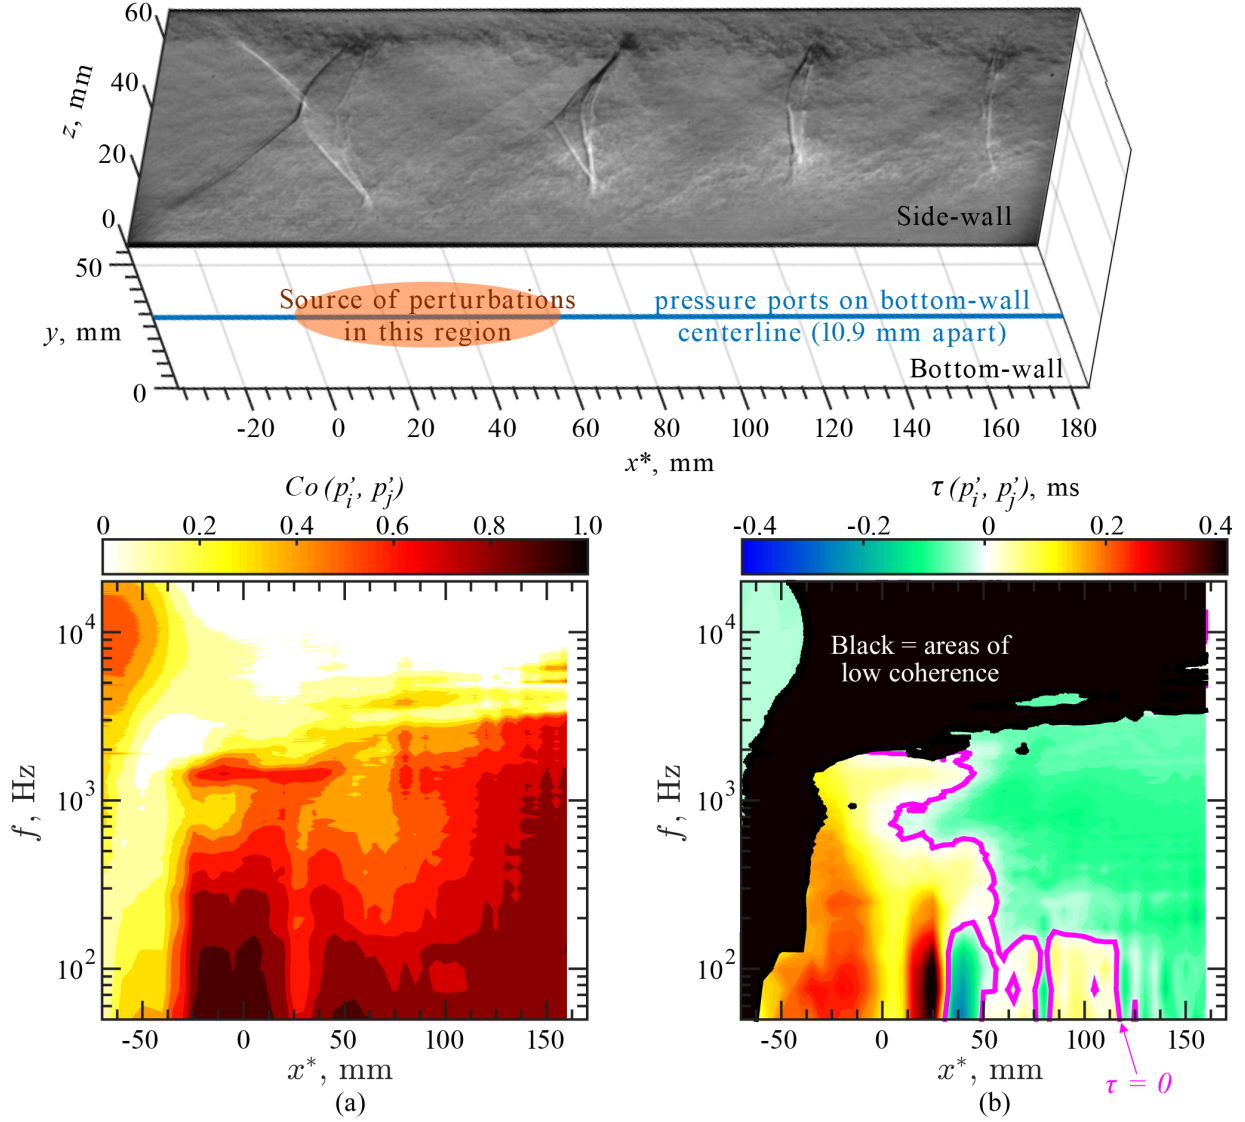 60
40
20
0
z, mm
Side-wall
50
0
y, mm
Source of perturbations
in this region
pressure ports on bottom-wall
centerline (10.9 mm apart)
Bottom-wall
-20 0 20 40 60 80 100 120 140 160 180
x*, mm
Co (p′i, p′j)
0 0.2 0.4 0.6 0.8 1.0
10^4
10^3
10^2
f, Hz
-50 0 50 100 150
x*, mm
(a)
τ (p′i, p′j), ms
-0.4 -0.2 0 0.2 0.4
Black = areas of
low coherence
10^4
10^3
10^2
f, Hz
-50 0 50 100 150
x*, mm
τ = 0
(b)